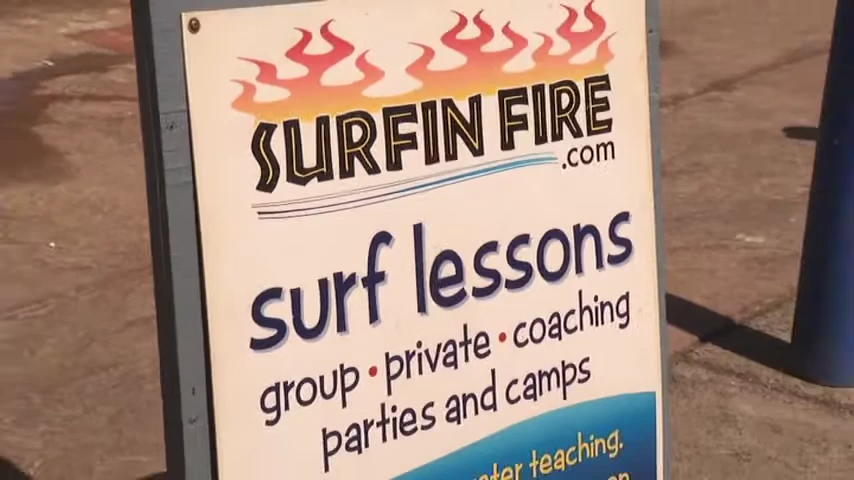 SURFIN FIRE
.com
surf lessons
group • private • coaching
parties and camps
teaching.